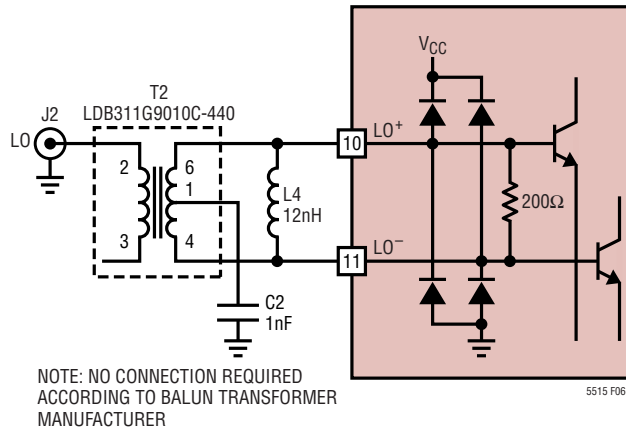 VCC
T2
LDB311G9010C-440
J2
LO
2
3
6
1
4
L4
12nH
10
LO+
200Ω
11
LO−
C2
1nF
NOTE: NO CONNECTION REQUIRED
ACCORDING TO BALUN TRANSFORMER
MANUFACTURER
5515 F06